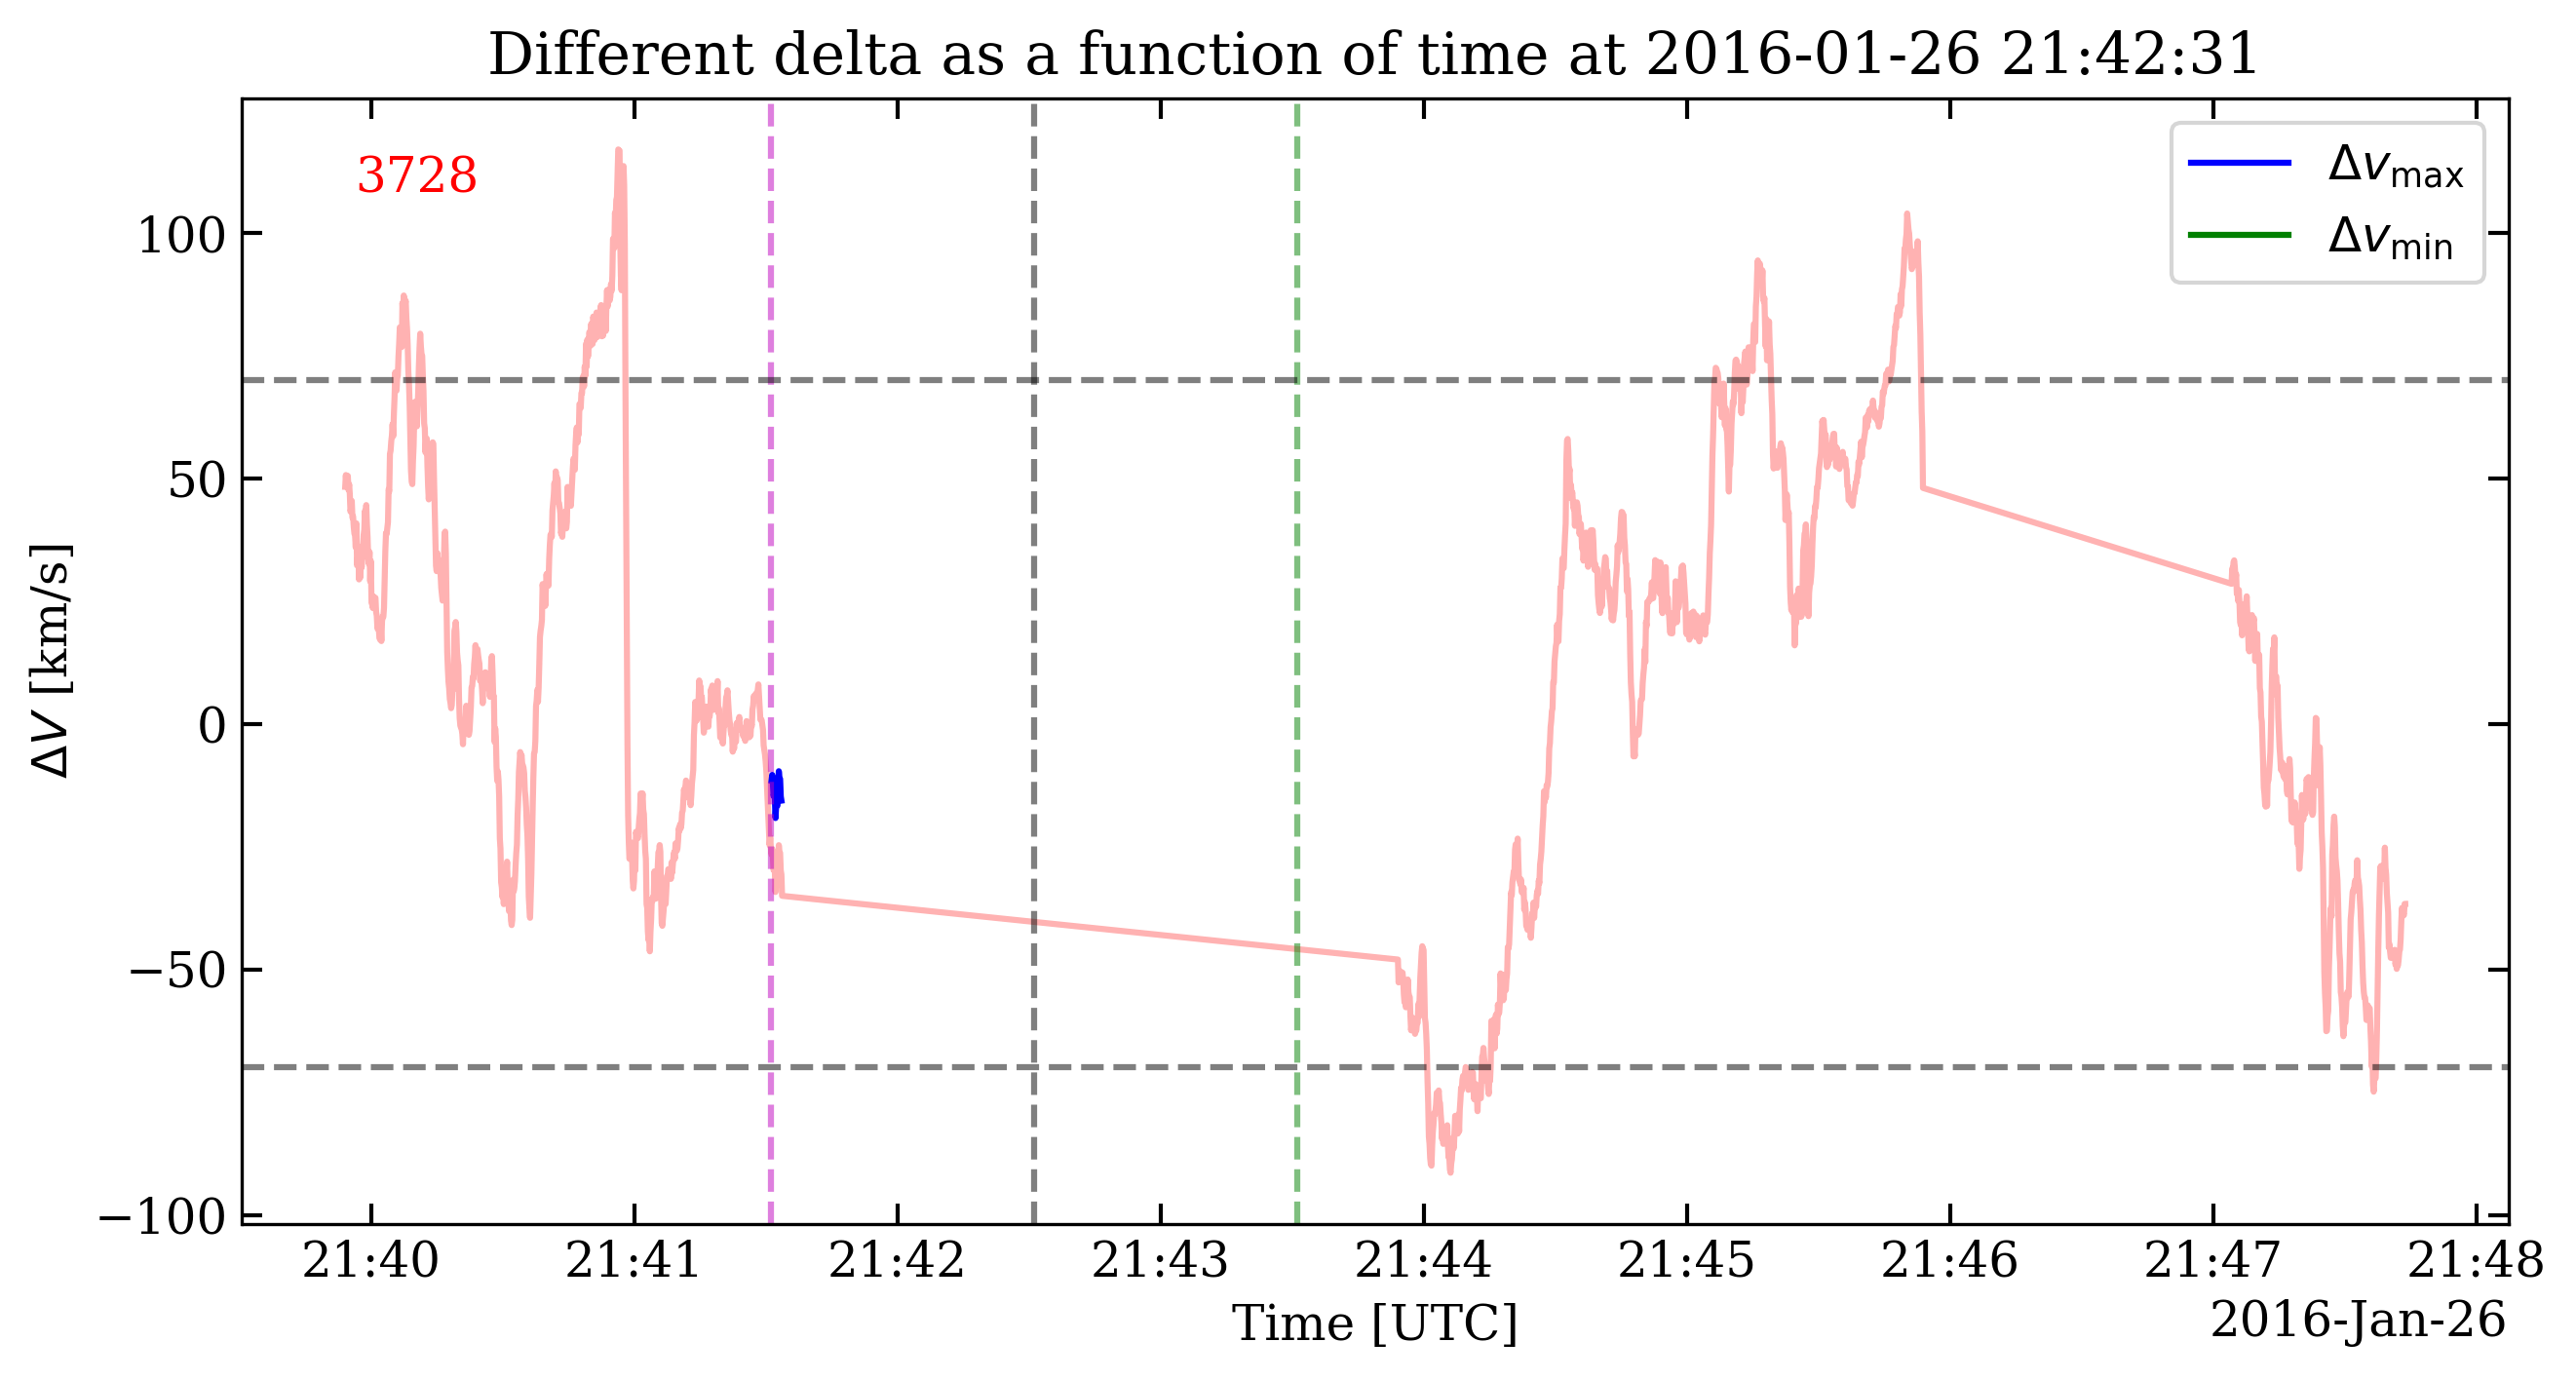 Different delta as a function of time at 2016-01-26 21:42:31
3728
Δv_max
Δv_min
100
50
0
−50
−100
ΔV [km/s]
21:40 21:41 21:42 21:43 21:44 21:45 21:46 21:47 21:48
Time [UTC]
2016-Jan-26